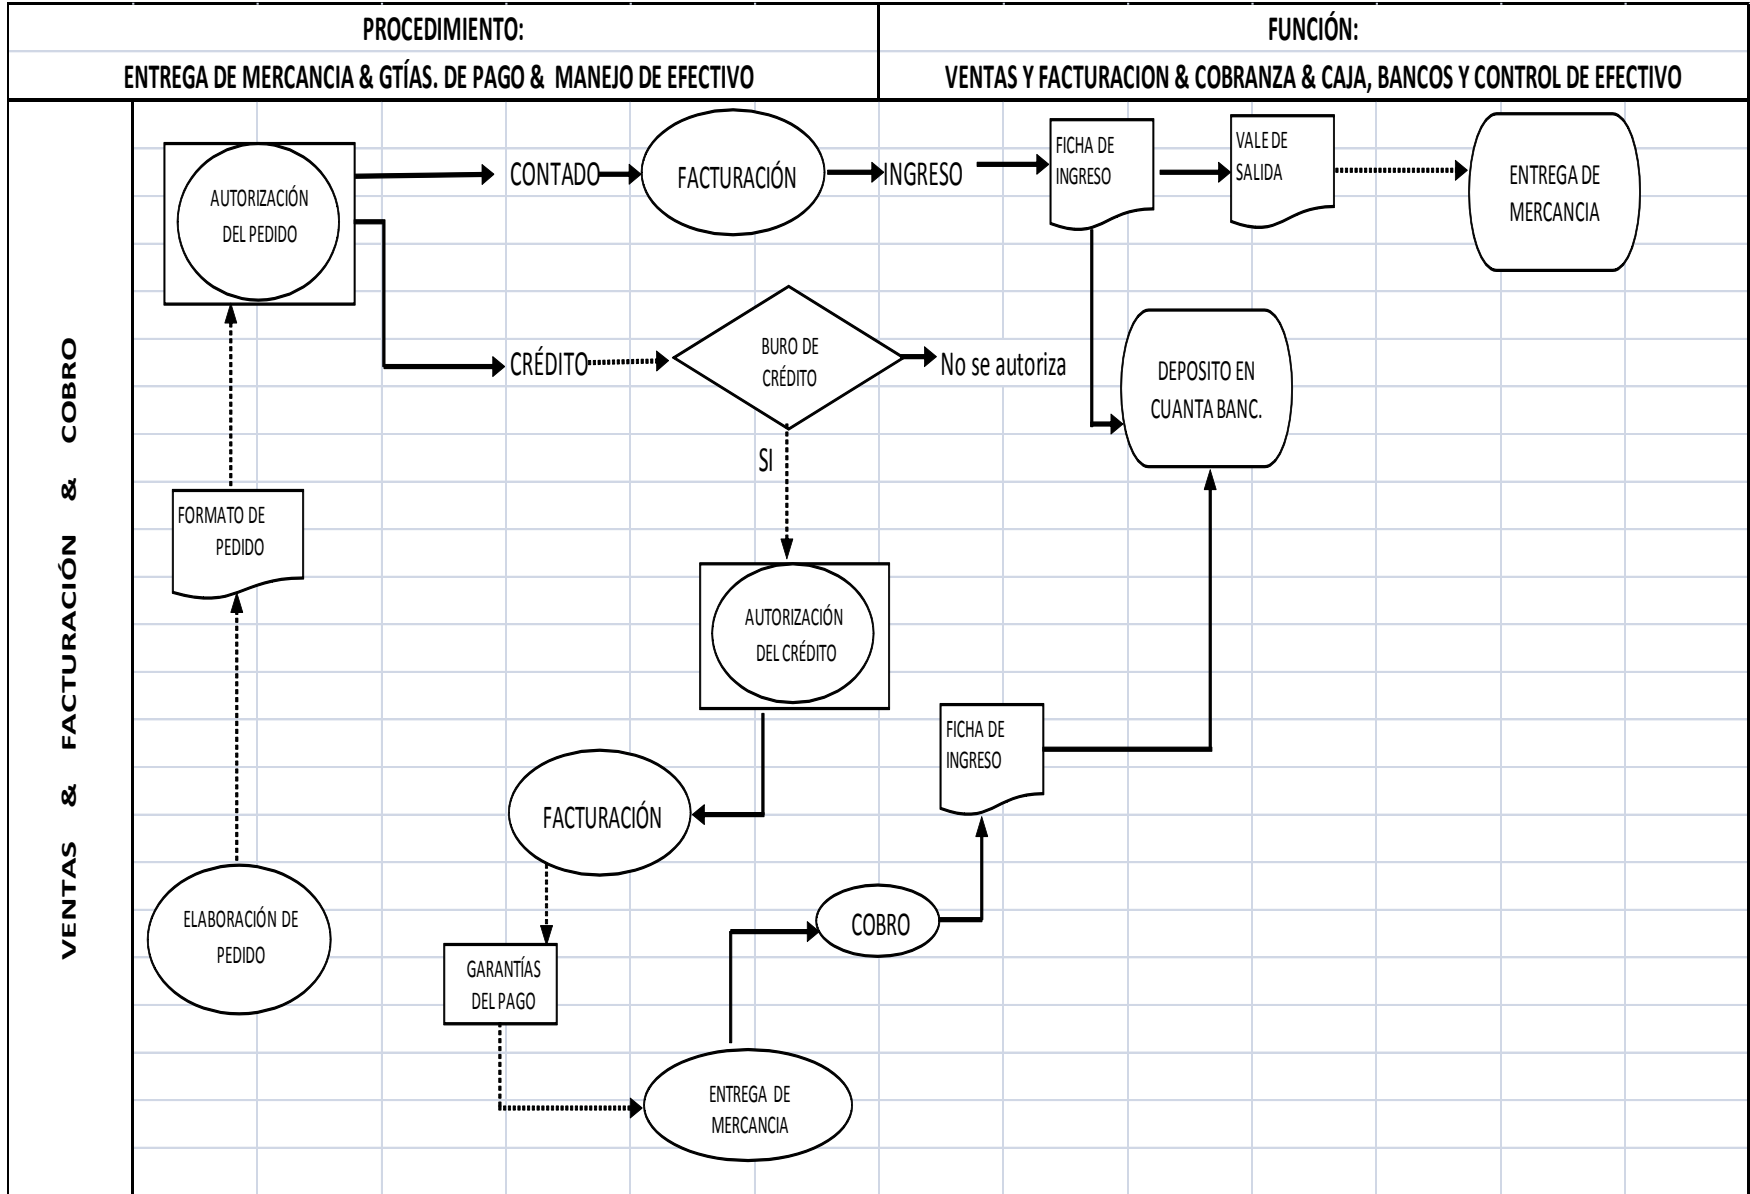 PROCEDIMIENTO:
FUNCIÓN:
ENTREGA DE MERCANCIA & GTÍAS. DE PAGO & MANEJO DE EFECTIVO
VENTAS Y FACTURACION & COBRANZA & CAJA, BANCOS Y CONTROL DE EFECTIVO
VENTAS & FACTURACIÓN & COBRO
AUTORIZACIÓN
DEL PEDIDO
CONTADO
FACTURACIÓN
INGRESO
FICHA DE
INGRESO
VALE DE
SALIDA
ENTREGA DE
MERCANCIA
CRÉDITO
BURO DE
CRÉDITO
No se autoriza
DEPOSITO EN
CUANTA BANC.
SI
FORMATO DE
PEDIDO
AUTORIZACIÓN
DEL CRÉDITO
FICHA DE
INGRESO
FACTURACIÓN
ELABORACIÓN DE
PEDIDO
COBRO
GARANTÍAS
DEL PAGO
ENTREGA DE
MERCANCIA